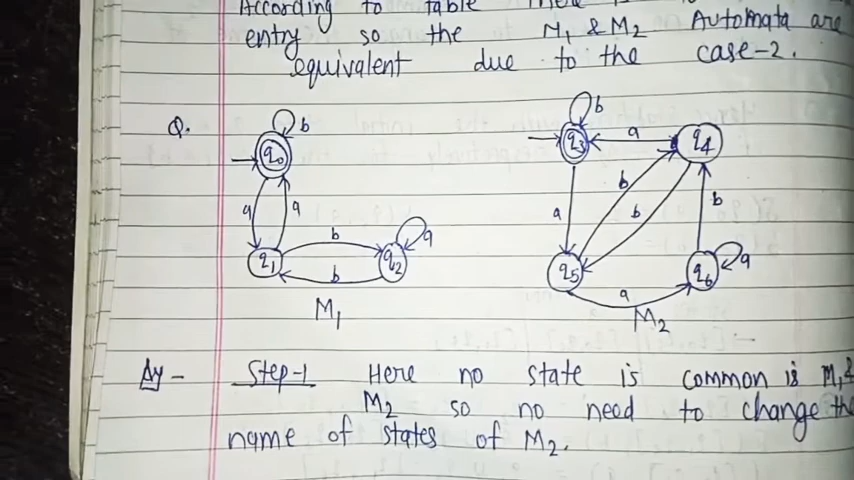 According to table
entry so the M1 & M2 Automata are
equivalent due to the case-2.
Q.
b
q0
a
a
q1
b
b
q2
a
M1
b
q3
a
q4
a
b
b
b
q5
a
q6
a
M2
Ay - Step-1 Here no state is common is M1 &
M2 so no need to change the
name of states of M2.